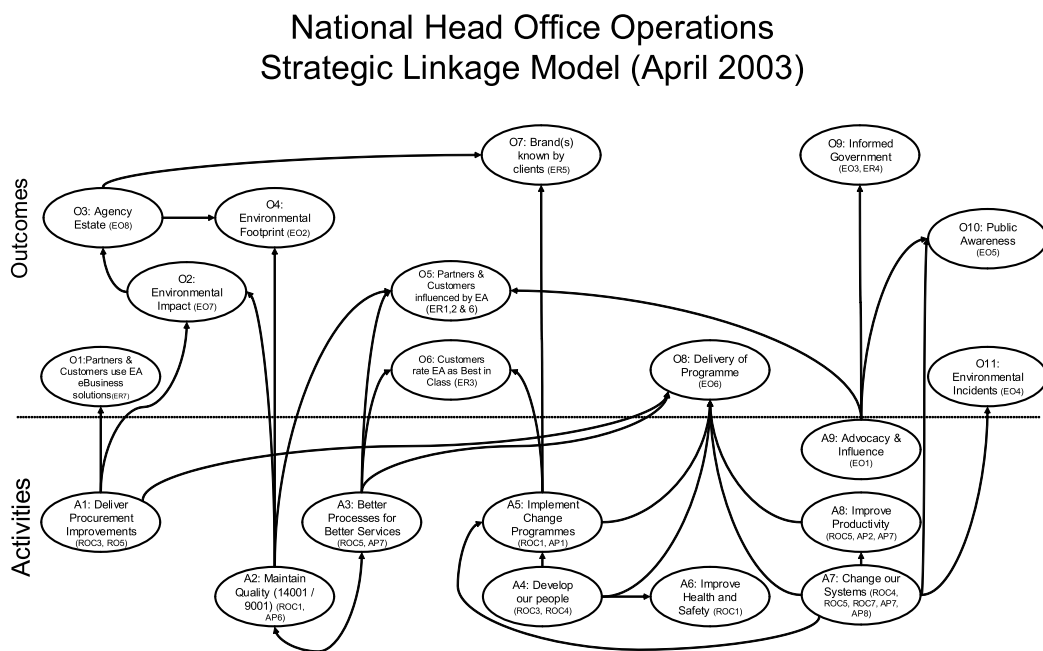 National Head Office Operations
Strategic Linkage Model (April 2003)
Outcomes
Activities
O7: Brand(s)
known by
clients (ER5)
O9: Informed
Government
(EO3, ER4)
O3: Agency
Estate (EO8)
O4:
Environmental
Footprint (EO2)
O10: Public
Awareness
(EO5)
O2:
Environmental
Impact (EO7)
O5: Partners &
Customers
influenced by EA
(ER1,2 & 6)
O1:Partners &
Customers use EA
eBusiness
solutions(ER7)
O6: Customers
rate EA as Best in
Class (ER3)
O8: Delivery of
Programme
(EO6)
O11:
Environmental
Incidents (EO4)
A9: Advocacy &
Influence
(EO1)
A1: Deliver
Procurement
Improvements
(ROC3, RO5)
A3: Better
Processes for
Better Services
(ROC5, AP7)
A5: Implement
Change
Programmes
(ROC1, AP1)
A8: Improve
Productivity
(ROC5, AP2, AP7)
A2: Maintain
Quality (14001 /
9001) (ROC1,
AP6)
A4: Develop
our people
(ROC3, ROC4)
A6: Improve
Health and
Safety (ROC1)
A7: Change our
Systems (ROC4,
ROC5, ROC7, AP7,
AP8)